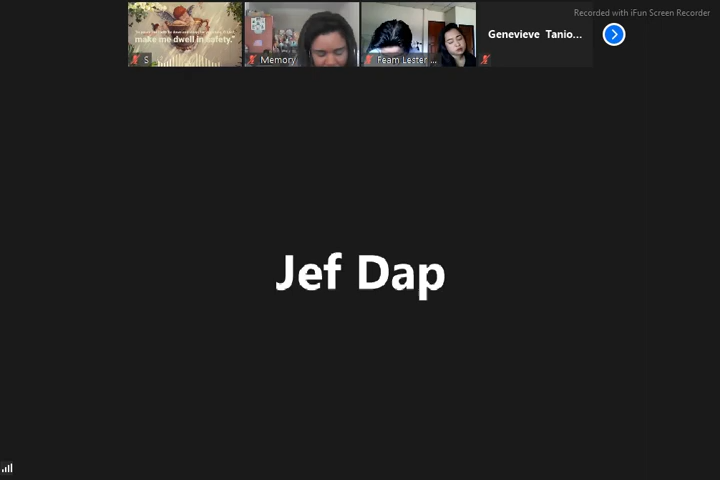 Recorded with iFun Screen Recorder
make me dwell in safety."
S
Memory
Feam Lester ...
Genevieve Tanio...
Jef Dap